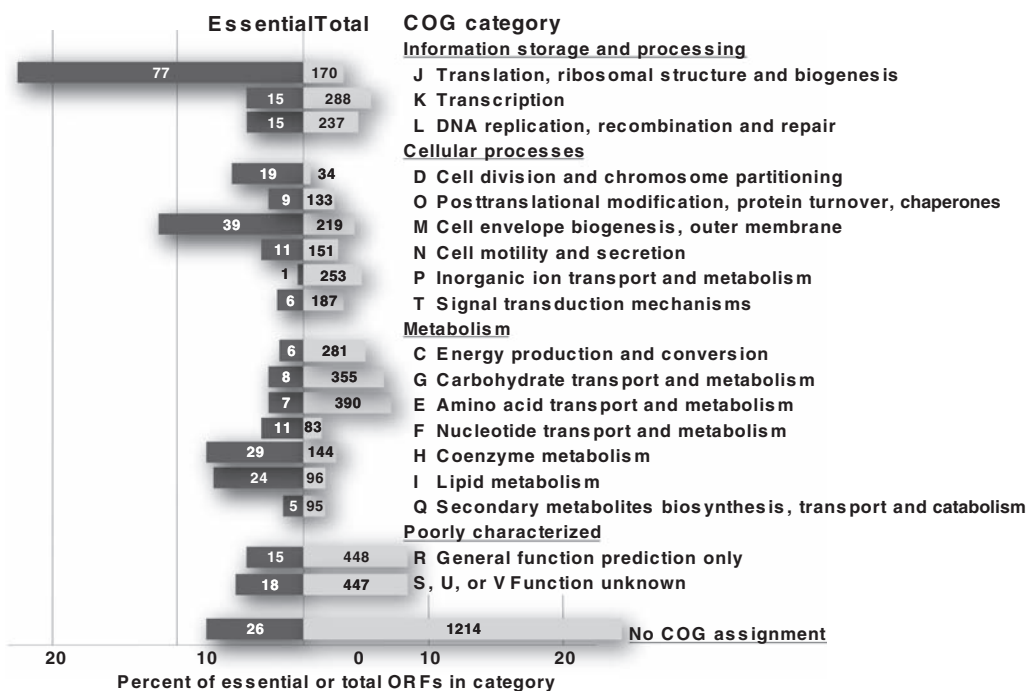 Essential Total COG category
Information storage and processing
77 170 J Translation, ribosomal structure and biogenesis
15 288 K Transcription
15 237 L DNA replication, recombination and repair
Cellular processes
19 34 D Cell division and chromosome partitioning
9 133 O Posttranslational modification, protein turnover, chaperones
39 219 M Cell envelope biogenesis, outer membrane
11 151 N Cell motility and secretion
1 253 P Inorganic ion transport and metabolism
6 187 T Signal transduction mechanisms
Metabolism
6 281 C Energy production and conversion
8 355 G Carbohydrate transport and metabolism
7 390 E Amino acid transport and metabolism
11 83 F Nucleotide transport and metabolism
29 144 H Coenzyme metabolism
24 96 I Lipid metabolism
5 95 Q Secondary metabolites biosynthesis, transport and catabolism
Poorly characterized
15 448 R General function prediction only
18 447 S, U, or V Function unknown
26 1214 No COG assignment
20 10 0 10 20
Percent of essential or total ORFs in category